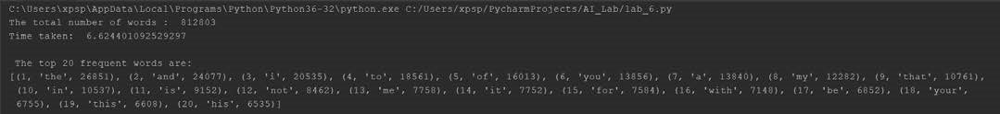 C:\Users\xpsp\AppData\Local\Programs\Python\Python36-32\python.exe C:/Users/xpsp/PycharmProjects/AI_Lab/lab_6.py
The total number of words :  812803
Time taken:  6.624401092529297
The top 20 frequent words are:
[(1, 'the', 26851), (2, 'and', 24077), (3, 'i', 20535), (4, 'to', 18561), (5, 'of', 16013), (6, 'you', 13856), (7, 'a', 13840), (8, 'my', 12282), (9, 'that', 10761),
(10, 'in', 10537), (11, 'is', 9152), (12, 'not', 8462), (13, 'me', 7758), (14, 'it', 7752), (15, 'for', 7584), (16, 'with', 7148), (17, 'be', 6852), (18, 'your',
6755), (19, 'this', 6608), (20, 'his', 6535)]